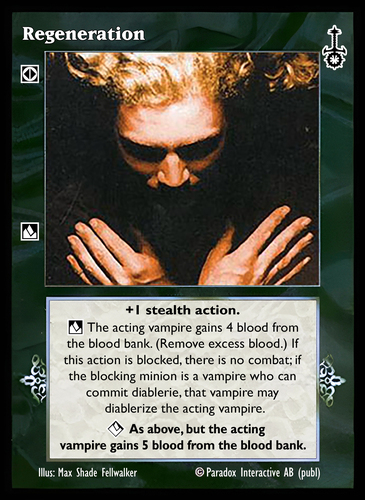 Regeneration
+1 stealth action.
The acting vampire gains 4 blood from
the blood bank. (Remove excess blood.) If
this action is blocked, there is no combat; if
the blocking minion is a vampire who can
commit diablerie, that vampire may
diablerize the acting vampire.
As above, but the acting
vampire gains 5 blood from the blood bank.
Illus: Max Shade Fellwalker © Paradox Interactive AB (publ)